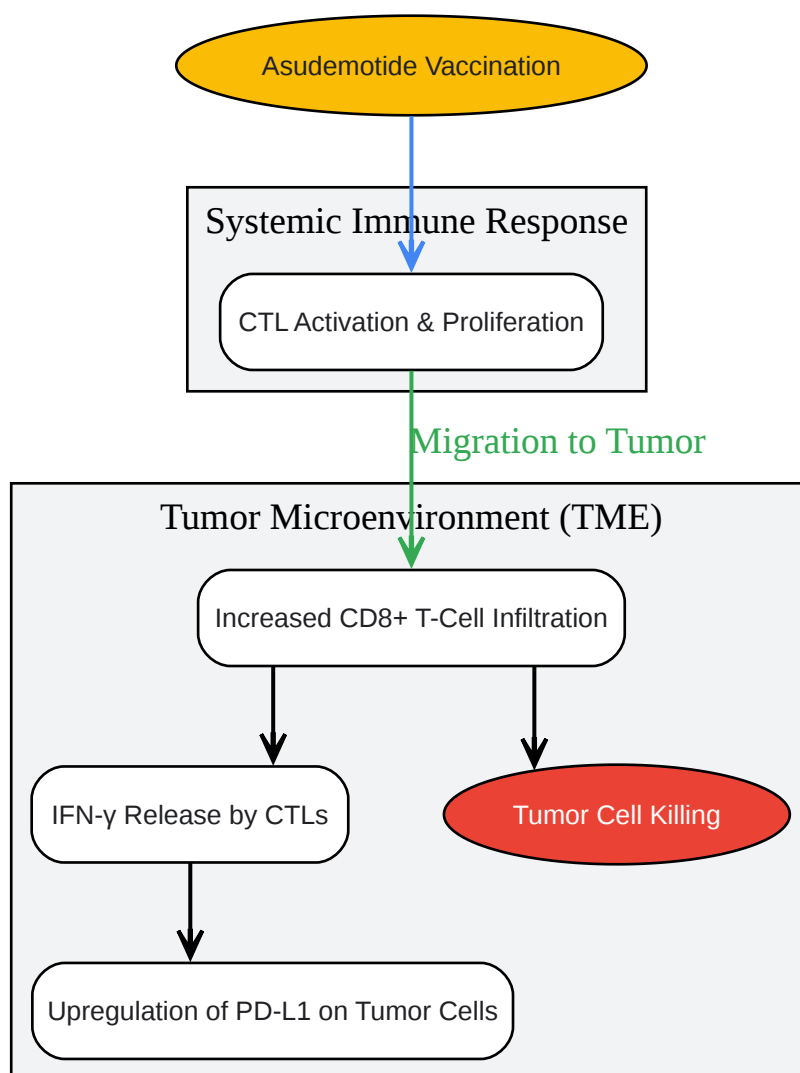 Asudemotide Vaccination
Systemic Immune Response
CTL Activation & Proliferation
Migration to Tumor
Tumor Microenvironment (TME)
Increased CD8+ T-Cell Infiltration
IFN-γ Release by CTLs
Tumor Cell Killing
Upregulation of PD-L1 on Tumor Cells